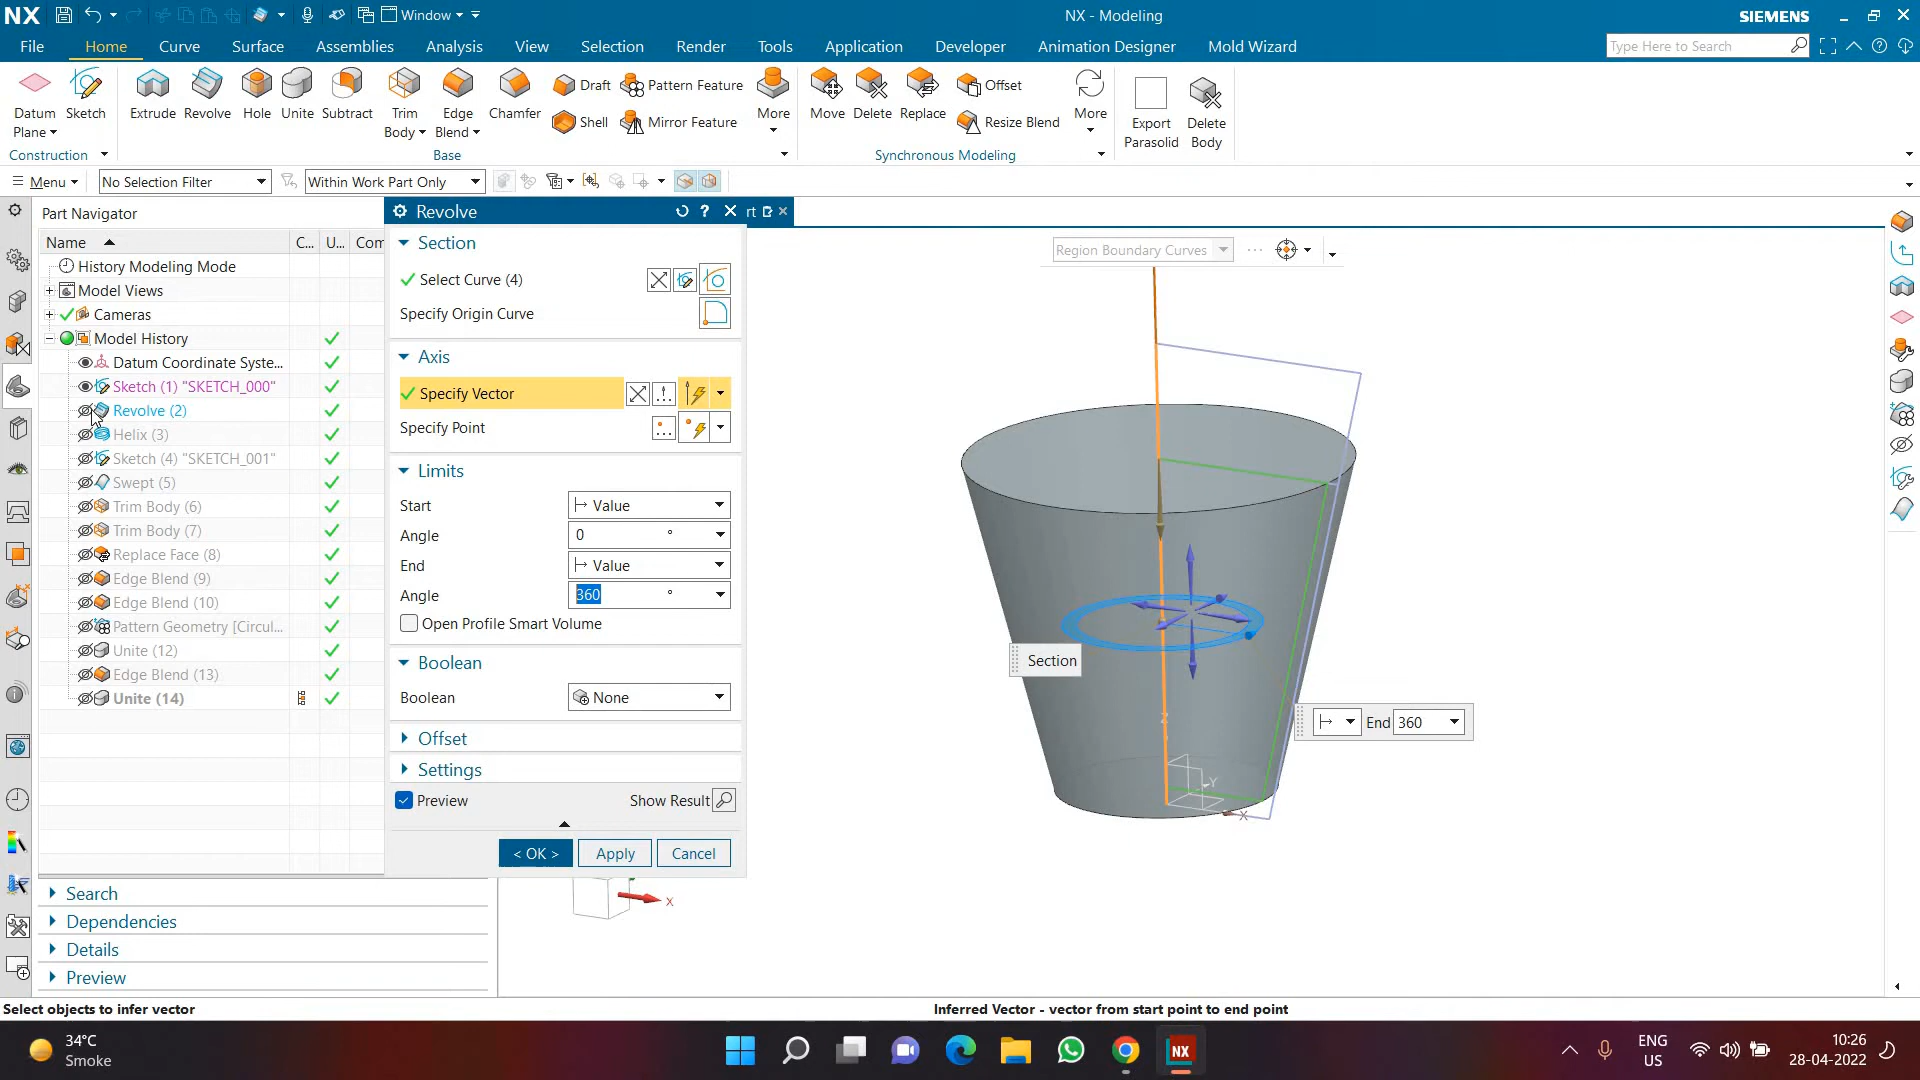 NX
Window
NX - Modeling
SIEMENS
File Home Curve Surface Assemblies Analysis View Selection Render Tools Application Developer Animation Designer Mold Wizard
Type Here to Search
Datum Plane
Sketch
Extrude
Revolve
Hole
Unite
Subtract
Trim Body
Edge Blend
Chamfer
Draft
Shell
Pattern Feature
Mirror Feature
More
Move
Delete
Replace
Offset
Resize Blend
More
Export Parasolid
Delete Body
Construction
Base
Synchronous Modeling
Menu
No Selection Filter
Within Work Part Only
Part Navigator
Name C... U... Com
History Modeling Mode
Model Views
Cameras
Model History
Datum Coordinate Syste...
Sketch (1) "SKETCH_000"
Revolve (2)
Helix (3)
Sketch (4) "SKETCH_001"
Swept (5)
Trim Body (6)
Trim Body (7)
Replace Face (8)
Edge Blend (9)
Edge Blend (10)
Pattern Geometry [Circul...
Unite (12)
Edge Blend (13)
Unite (14)
Search
Dependencies
Details
Preview
Revolve
rt
Section
Select Curve (4)
Specify Origin Curve
Axis
Specify Vector
Specify Point
Limits
Start Value
Angle 0 °
End Value
Angle 360 °
Open Profile Smart Volume
Boolean
Boolean None
Offset
Settings
Preview Show Result
< OK > Apply Cancel
Region Boundary Curves
Section
End 360
Z
Y
X
X
Select objects to infer vector
Inferred Vector - vector from start point to end point
34°C
Smoke
NX
ENG
US
10:26
28-04-2022